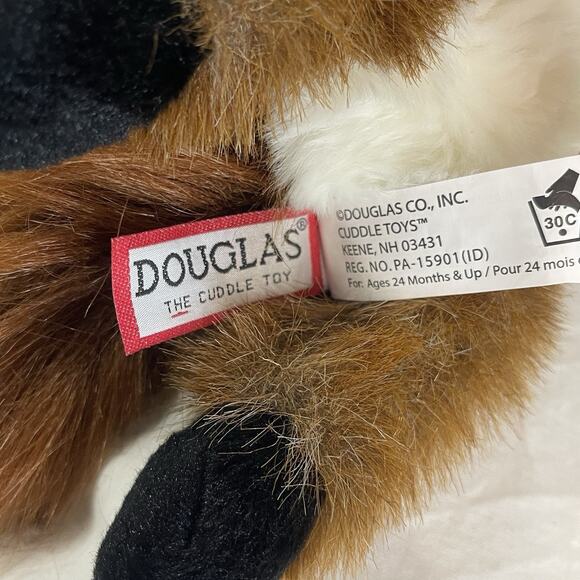 DOUGLAS®
THE CUDDLE TOY
©DOUGLAS CO., INC.
CUDDLE TOYS™
KEENE, NH 03431
REG. NO. PA-15901(ID)
For: Ages 24 Months & Up / Pour 24 mois
30C